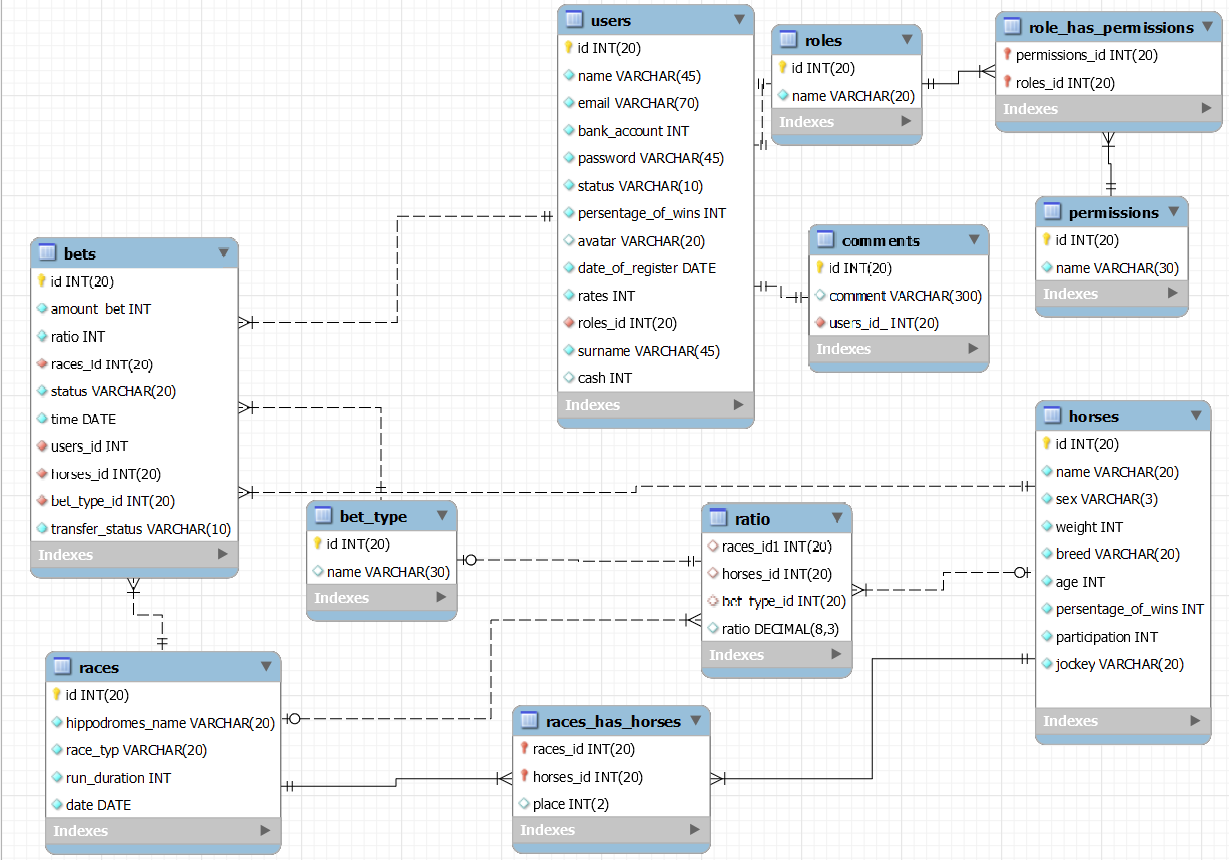 users
id INT(20)
name VARCHAR(45)
email VARCHAR(70)
bank_account INT
password VARCHAR(45)
status VARCHAR(10)
persentage_of_wins INT
avatar VARCHAR(20)
date_of_register DATE
rates INT
roles_id INT(20)
surname VARCHAR(45)
cash INT
Indexes
roles
id INT(20)
name VARCHAR(20)
Indexes
role_has_permissions
permissions_id INT(20)
roles_id INT(20)
Indexes
permissions
id INT(20)
name VARCHAR(30)
Indexes
comments
id INT(20)
comment VARCHAR(300)
users_id_ INT(20)
Indexes
bets
id INT(20)
amount_bet INT
ratio INT
races_id INT(20)
status VARCHAR(20)
time DATE
users_id INT
horses_id INT(20)
bet_type_id INT(20)
transfer_status VARCHAR(10)
Indexes
bet_type
id INT(20)
name VARCHAR(30)
Indexes
ratio
races_id1 INT(20)
horses_id INT(20)
bet_type_id INT(20)
ratio DECIMAL(8,3)
Indexes
horses
id INT(20)
name VARCHAR(20)
sex VARCHAR(3)
weight INT
breed VARCHAR(20)
age INT
persentage_of_wins INT
participation INT
jockey VARCHAR(20)
Indexes
races
id INT(20)
hippodromes_name VARCHAR(20)
race_typ VARCHAR(20)
run_duration INT
date DATE
Indexes
races_has_horses
races_id INT(20)
horses_id INT(20)
place INT(2)
Indexes